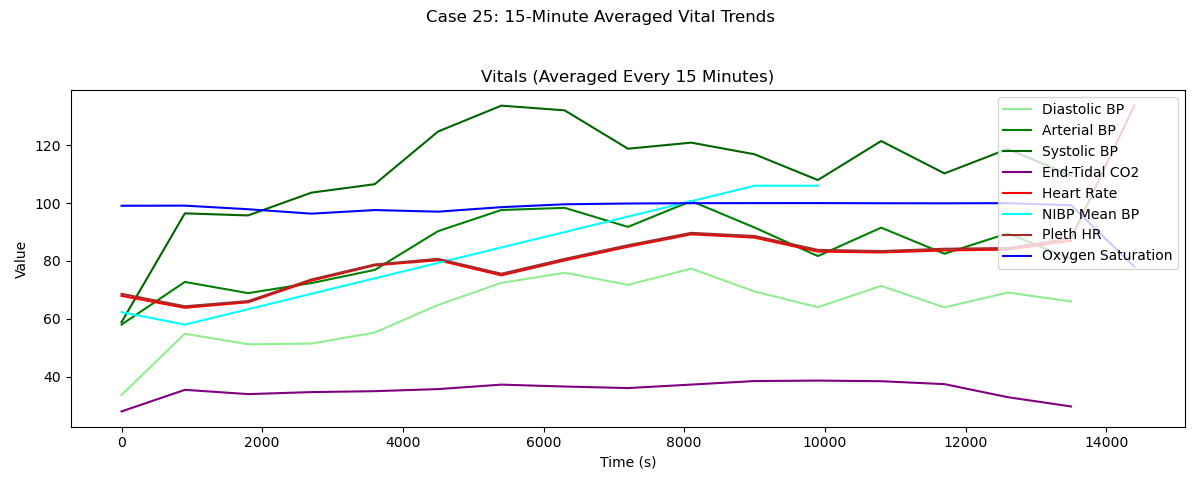 Case 25: 15-Minute Averaged Vital Trends
Vitals (Averaged Every 15 Minutes)
Value
120
100
80
60
40
Diastolic BP
Arterial BP
Systolic BP
End-Tidal CO2
Heart Rate
NIBP Mean BP
Pleth HR
Oxygen Saturation
0 2000 4000 6000 8000 10000 12000 14000
Time (s)